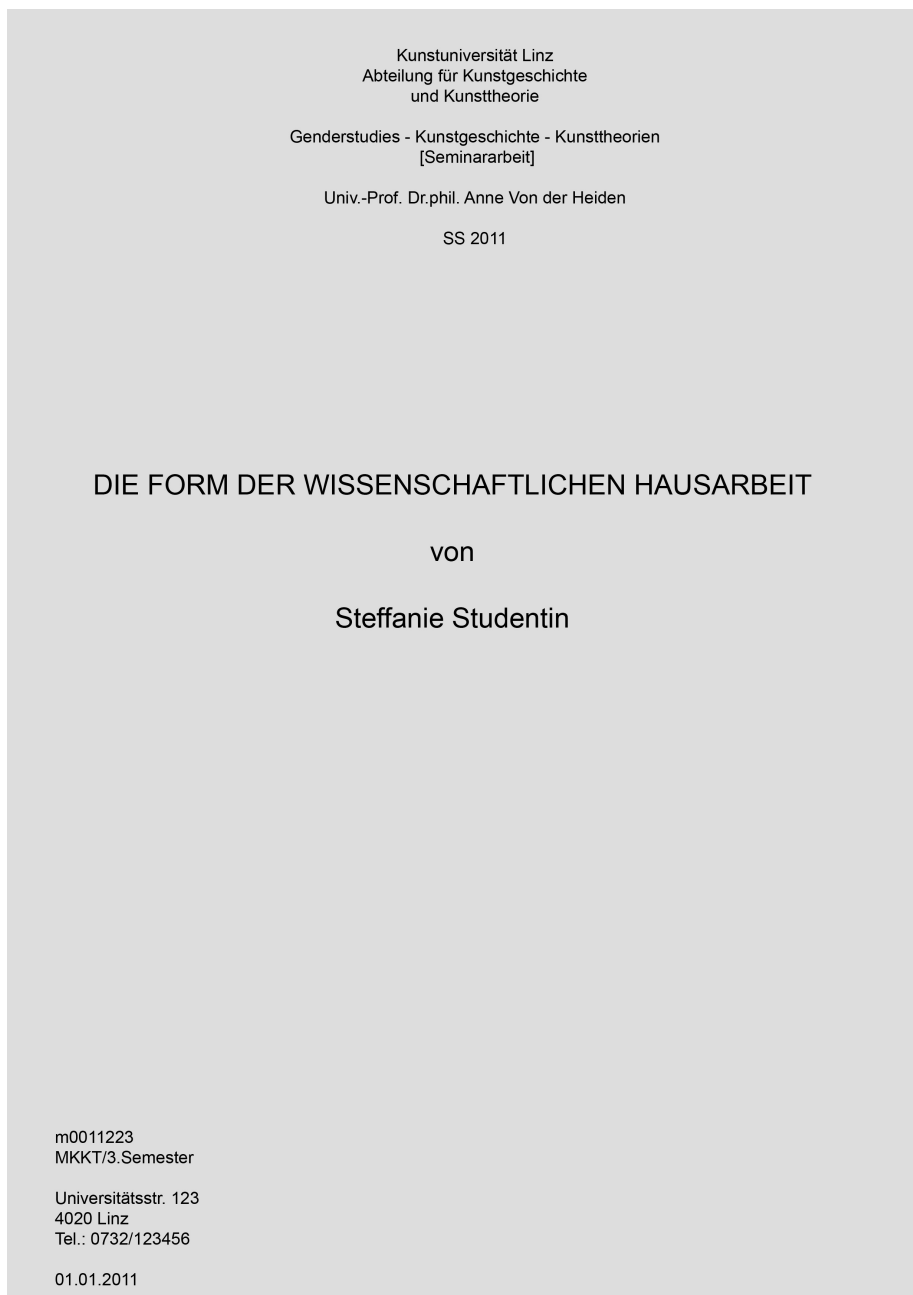 Kunstuniversität Linz
Abteilung für Kunstgeschichte
und Kunsttheorie
Genderstudies - Kunstgeschichte - Kunsttheorien
[Seminararbeit]
Univ.-Prof. Dr.phil. Anne Von der Heiden
SS 2011
DIE FORM DER WISSENSCHAFTLICHEN HAUSARBEIT
von
Steffanie Studentin
m0011223
MKKT/3.Semester
Universitätsstr. 123
4020 Linz
Tel.: 0732/123456
01.01.2011